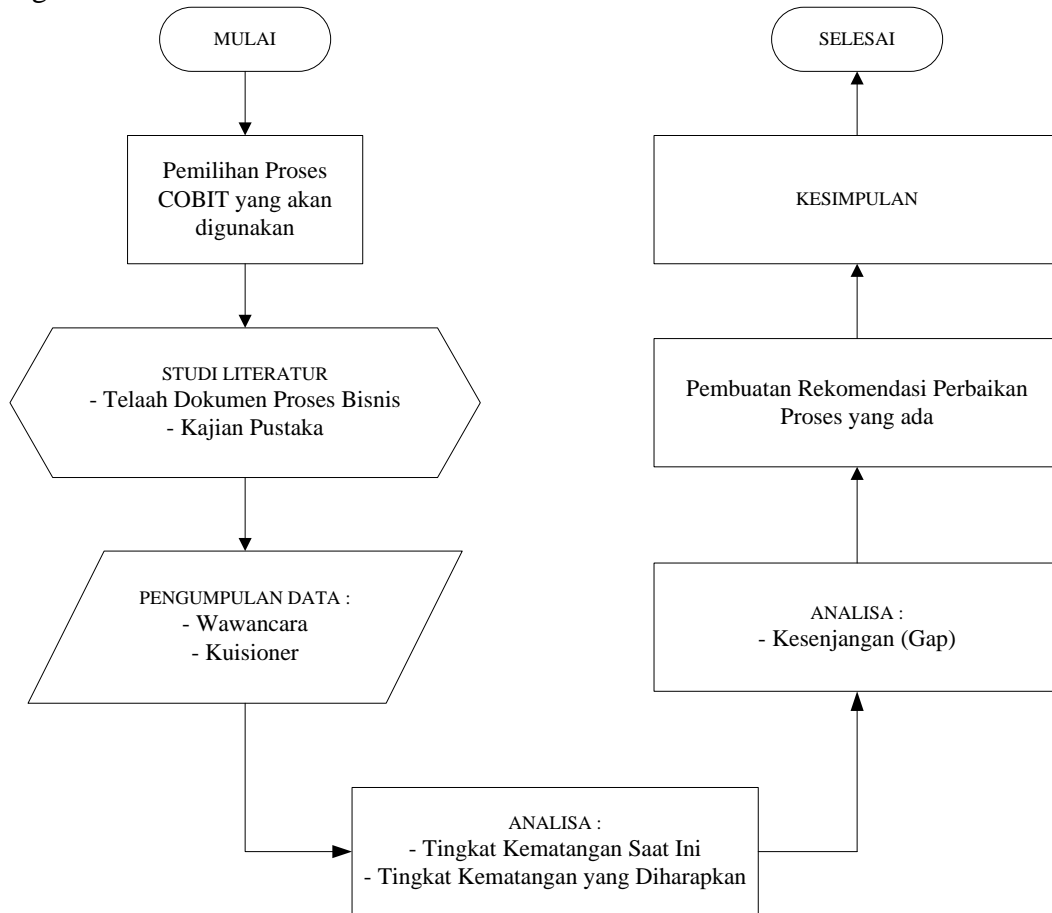 MULAI
Pemilihan Proses
COBIT yang akan
digunakan
STUDI LITERATUR
- Telaah Dokumen Proses Bisnis
- Kajian Pustaka
PENGUMPULAN DATA :
- Wawancara
- Kuisioner
ANALISA :
- Tingkat Kematangan Saat Ini
- Tingkat Kematangan yang Diharapkan
ANALISA :
- Kesenjangan (Gap)
Pembuatan Rekomendasi Perbaikan
Proses yang ada
KESIMPULAN
SELESAI